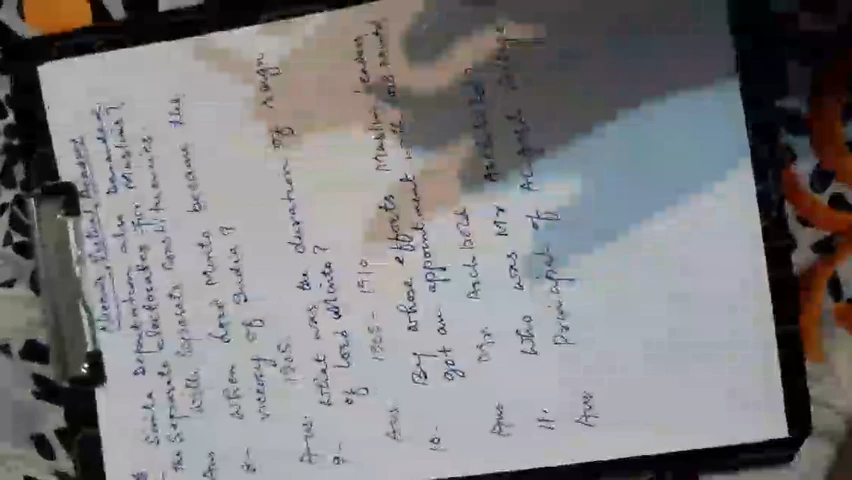 Simla Deputation also Demanded
the Separate electorates for Muslims?
Ans with separate constituencies.
8- When Lord Minto became the
viceroy of India?
Ans. 1905
9- What was the duration of reign
of Lord Minto?
Ans 1905 - 1910
10- By whose efforts Muslim leaders
got an appointment with
Ans Mr Archbold
11. Who was Mr Archbold?
Ans Principal of Aligarh College